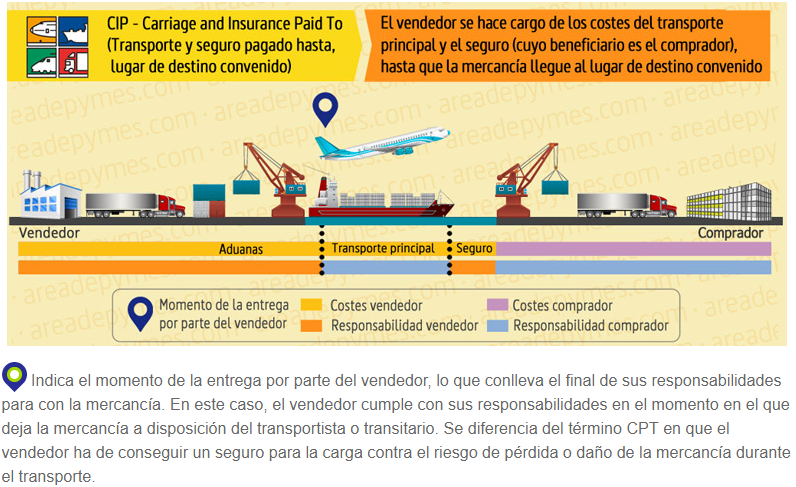 CIP - Carriage and Insurance Paid To
(Transporte y seguro pagado hasta,
lugar de destino convenido)
El vendedor se hace cargo de los costes del transporte
principal y el seguro (cuyo beneficiario es el comprador),
hasta que la mercancía llegue al lugar de destino convenido
areadepymes.com · areadepymes.com
Vendedor
Comprador
Aduanas
Transporte principal
Seguro
Momento de la entrega
por parte del vendedor
Costes vendedor
Responsabilidad vendedor
Costes comprador
Responsabilidad comprador
Indica el momento de la entrega por parte del vendedor, lo que conlleva el final de sus responsabilidades
para con la mercancía. En este caso, el vendedor cumple con sus responsabilidades en el momento en el que
deja la mercancía a disposición del transportista o transitario. Se diferencia del término CPT en que el
vendedor ha de conseguir un seguro para la carga contra el riesgo de pérdida o daño de la mercancía durante
el transporte.